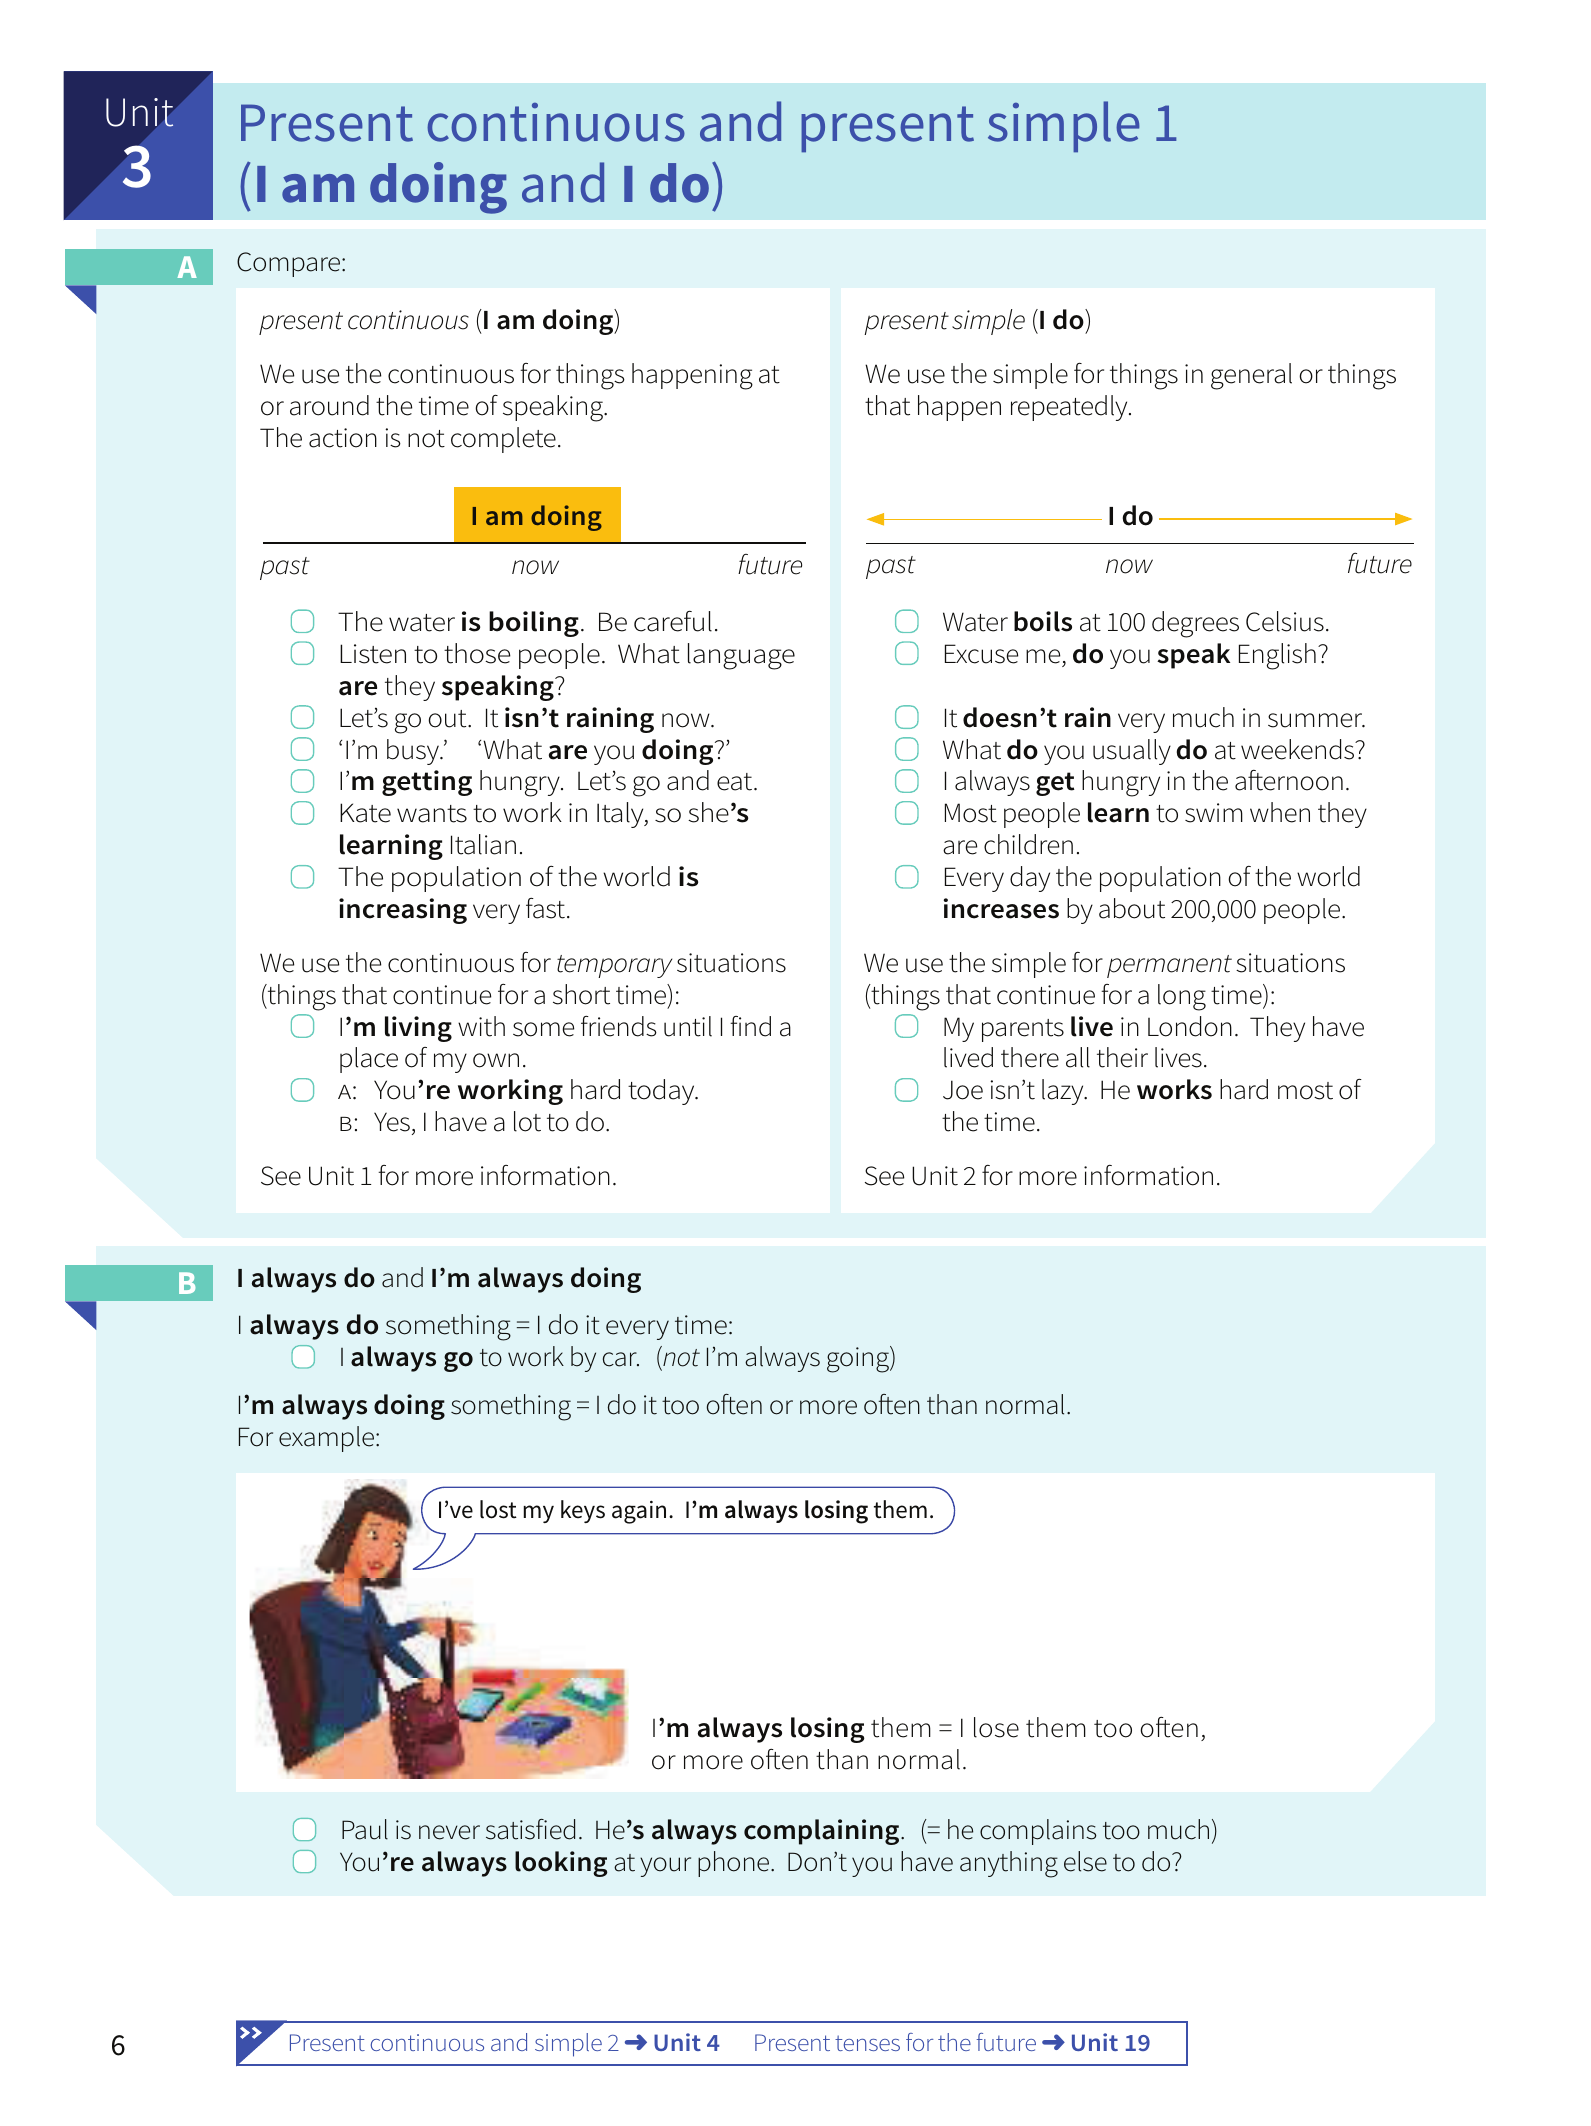 Unit
3
Present continuous and present simple 1
(I am doing and I do)
A
Compare:
present continuous (I am doing)
We use the continuous for things happening at
or around the time of speaking.
The action is not complete.
I am doing
past now future
The water is boiling. Be careful.
Listen to those people. What language
are they speaking?
Let’s go out. It isn’t raining now.
‘I’m busy.’ ‘What are you doing?’
I’m getting hungry. Let’s go and eat.
Kate wants to work in Italy, so she’s
learning Italian.
The population of the world is
increasing very fast.
We use the continuous for temporary situations
(things that continue for a short time):
I’m living with some friends until I find a
place of my own.
A: You’re working hard today.
B: Yes, I have a lot to do.
See Unit 1 for more information.
present simple (I do)
We use the simple for things in general or things
that happen repeatedly.
I do
past now future
Water boils at 100 degrees Celsius.
Excuse me, do you speak English?
It doesn’t rain very much in summer.
What do you usually do at weekends?
I always get hungry in the afternoon.
Most people learn to swim when they
are children.
Every day the population of the world
increases by about 200,000 people.
We use the simple for permanent situations
(things that continue for a long time):
My parents live in London. They have
lived there all their lives.
Joe isn’t lazy. He works hard most of
the time.
See Unit 2 for more information.
B
I always do and I’m always doing
I always do something = I do it every time:
I always go to work by car. (not I’m always going)
I’m always doing something = I do it too often or more often than normal.
For example:
I’ve lost my keys again. I’m always losing them.
I’m always losing them = I lose them too often,
or more often than normal.
Paul is never satisfied. He’s always complaining. (= he complains too much)
You’re always looking at your phone. Don’t you have anything else to do?
6
Present continuous and simple 2 ➜ Unit 4 Present tenses for the future ➜ Unit 19